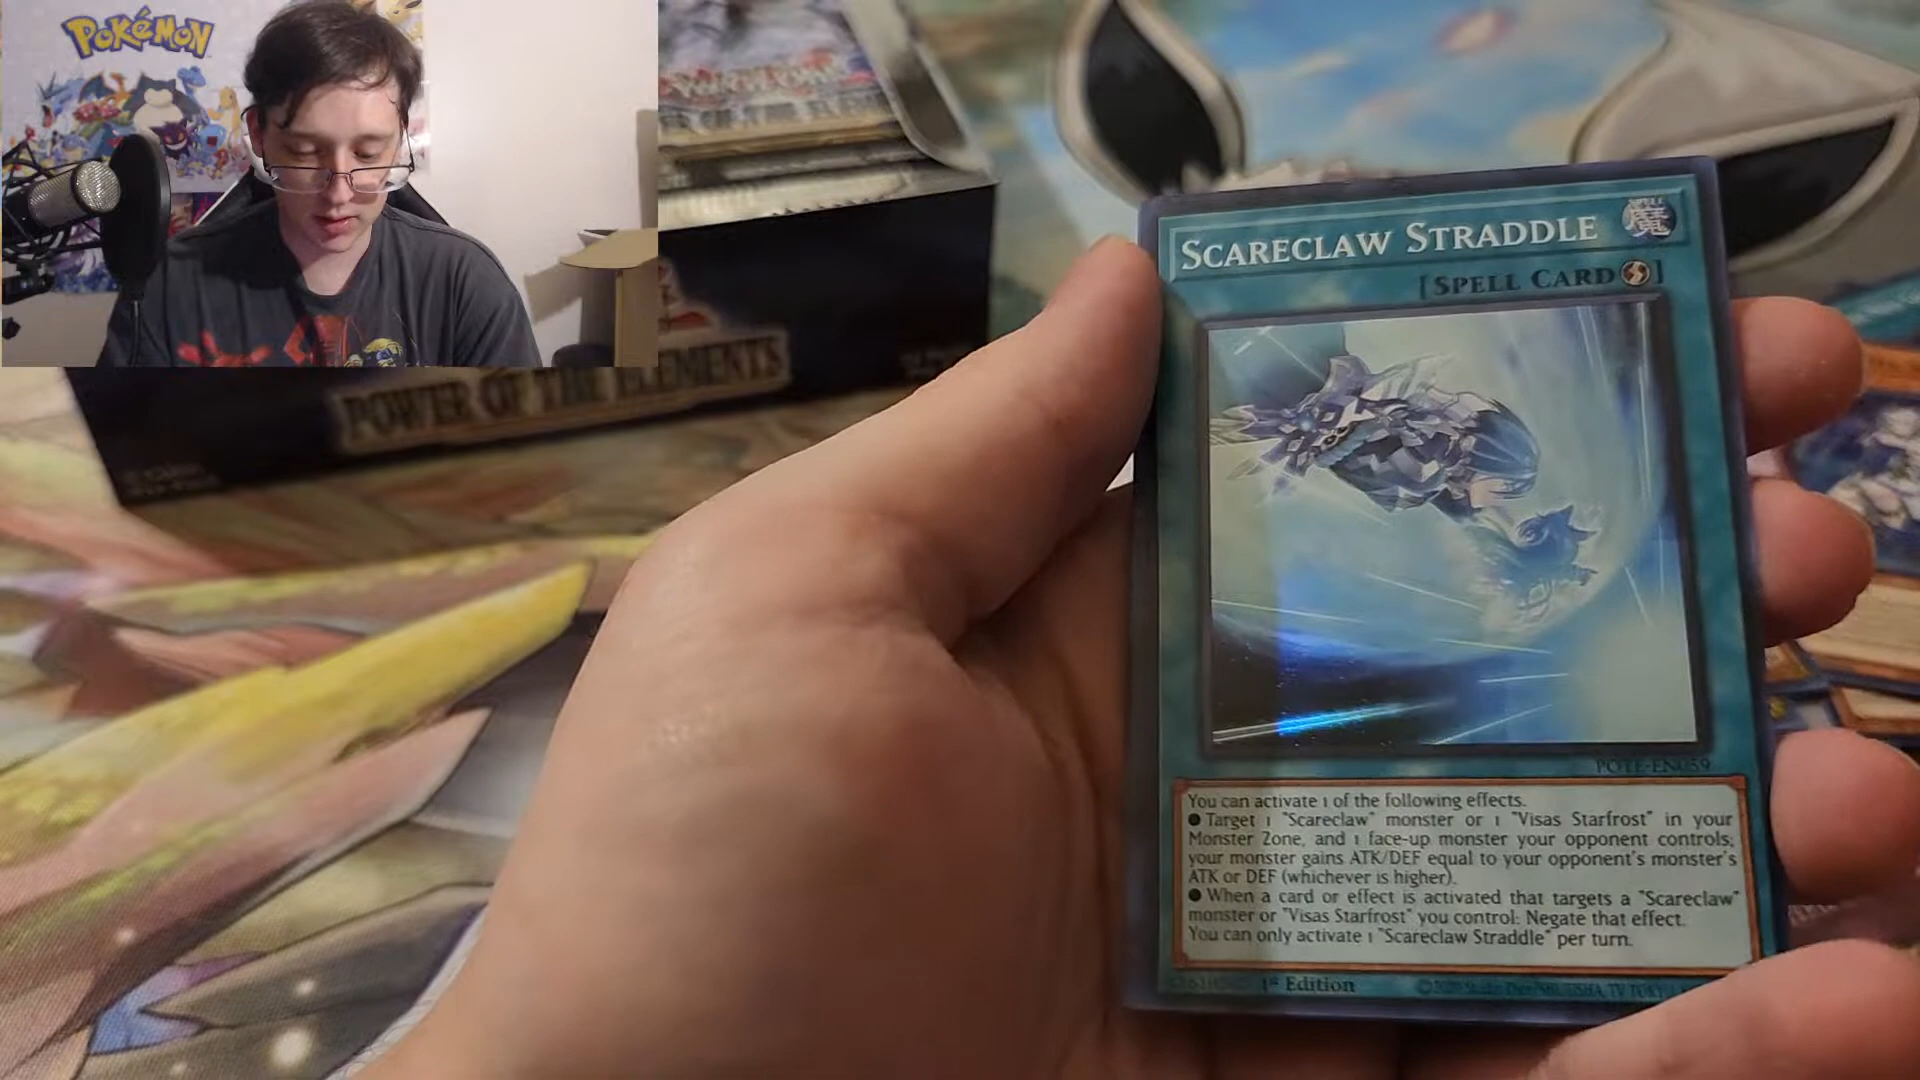 POKÉMON
POWER OF THE ELEMENTS
SCARECLAW STRADDLE
SPELL
魔
[SPELL CARD ]
POTE-EN059
You can activate 1 of the following effects.
● Target 1 "Scareclaw" monster or 1 "Visas Starfrost" in your
Monster Zone, and 1 face-up monster your opponent controls;
your monster gains ATK/DEF equal to your opponent's monster's
ATK or DEF (whichever is higher).
● When a card or effect is activated that targets a "Scareclaw"
monster or "Visas Starfrost" you control: Negate that effect.
You can only activate 1 "Scareclaw Straddle" per turn.
1st Edition